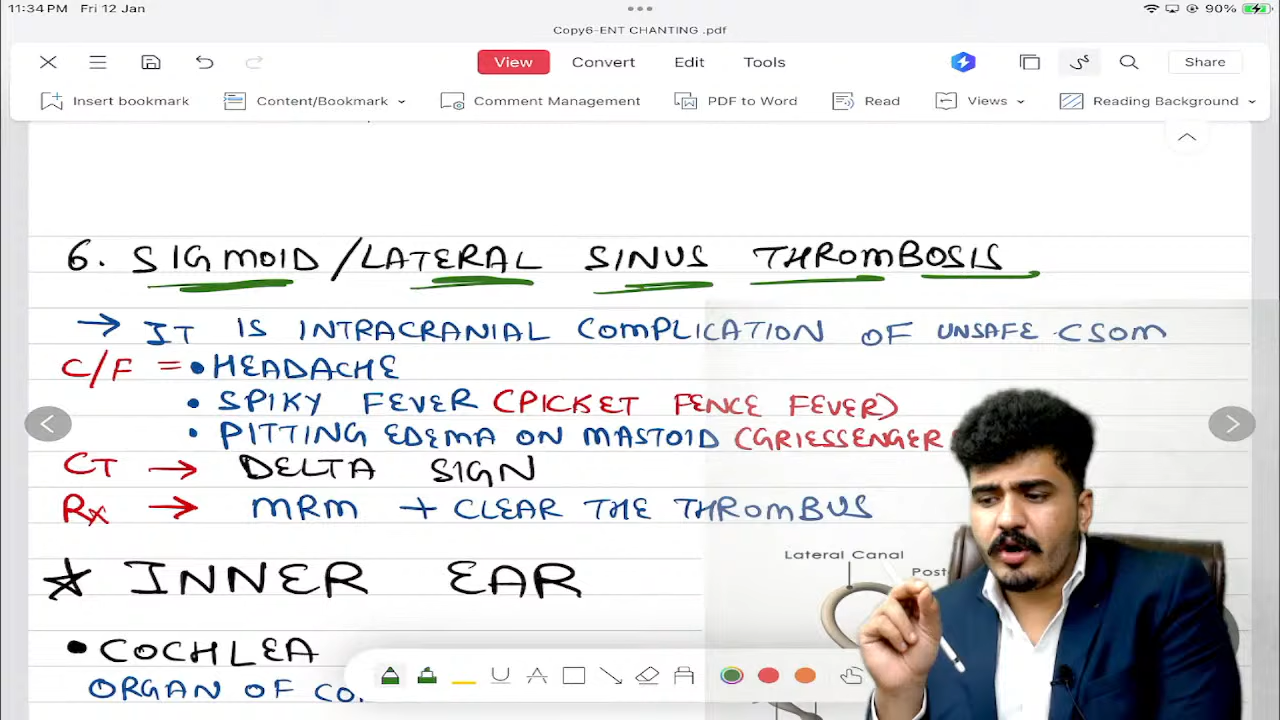 11:34 PM Fri 12 Jan
90%
Copy6-ENT CHANTING .pdf
View Convert Edit Tools
Share
Insert bookmark Content/Bookmark Comment Management PDF to Word Read Views Reading Background
6. SIGMOID/LATERAL SINUS THROMBOSIS
→ IT IS INTRACRANIAL COMPLICATION OF UNSAFE CSOM
C/F = • HEADACHE
• SPIKY FEVER (PICKET FENCE FEVER)
• PITTING EDEMA ON MASTOID (GRIESSENGER
CT → DELTA SIGN
Rx → MRM + CLEAR THE THROMBUS
Lateral Canal
☆ INNER EAR
• COCHLEA
ORGAN OF